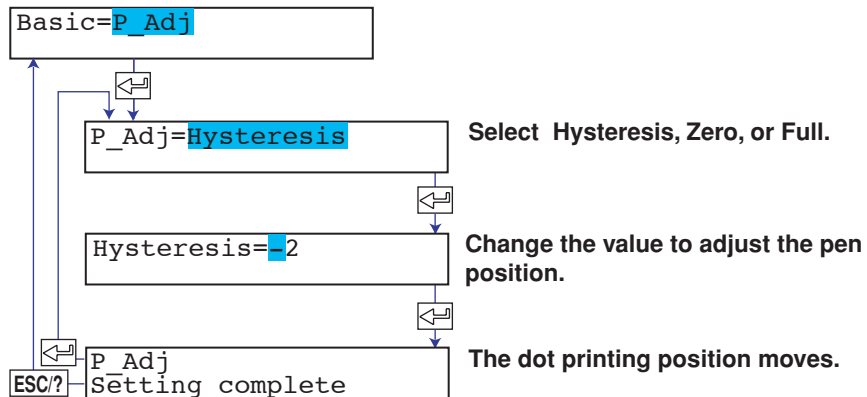 Basic=P_Adj
P_Adj=Hysteresis
Select Hysteresis, Zero, or Full.
Hysteresis=-2
Change the value to adjust the pen
position.
P_Adj
Setting complete
The dot printing position moves.
ESC/?